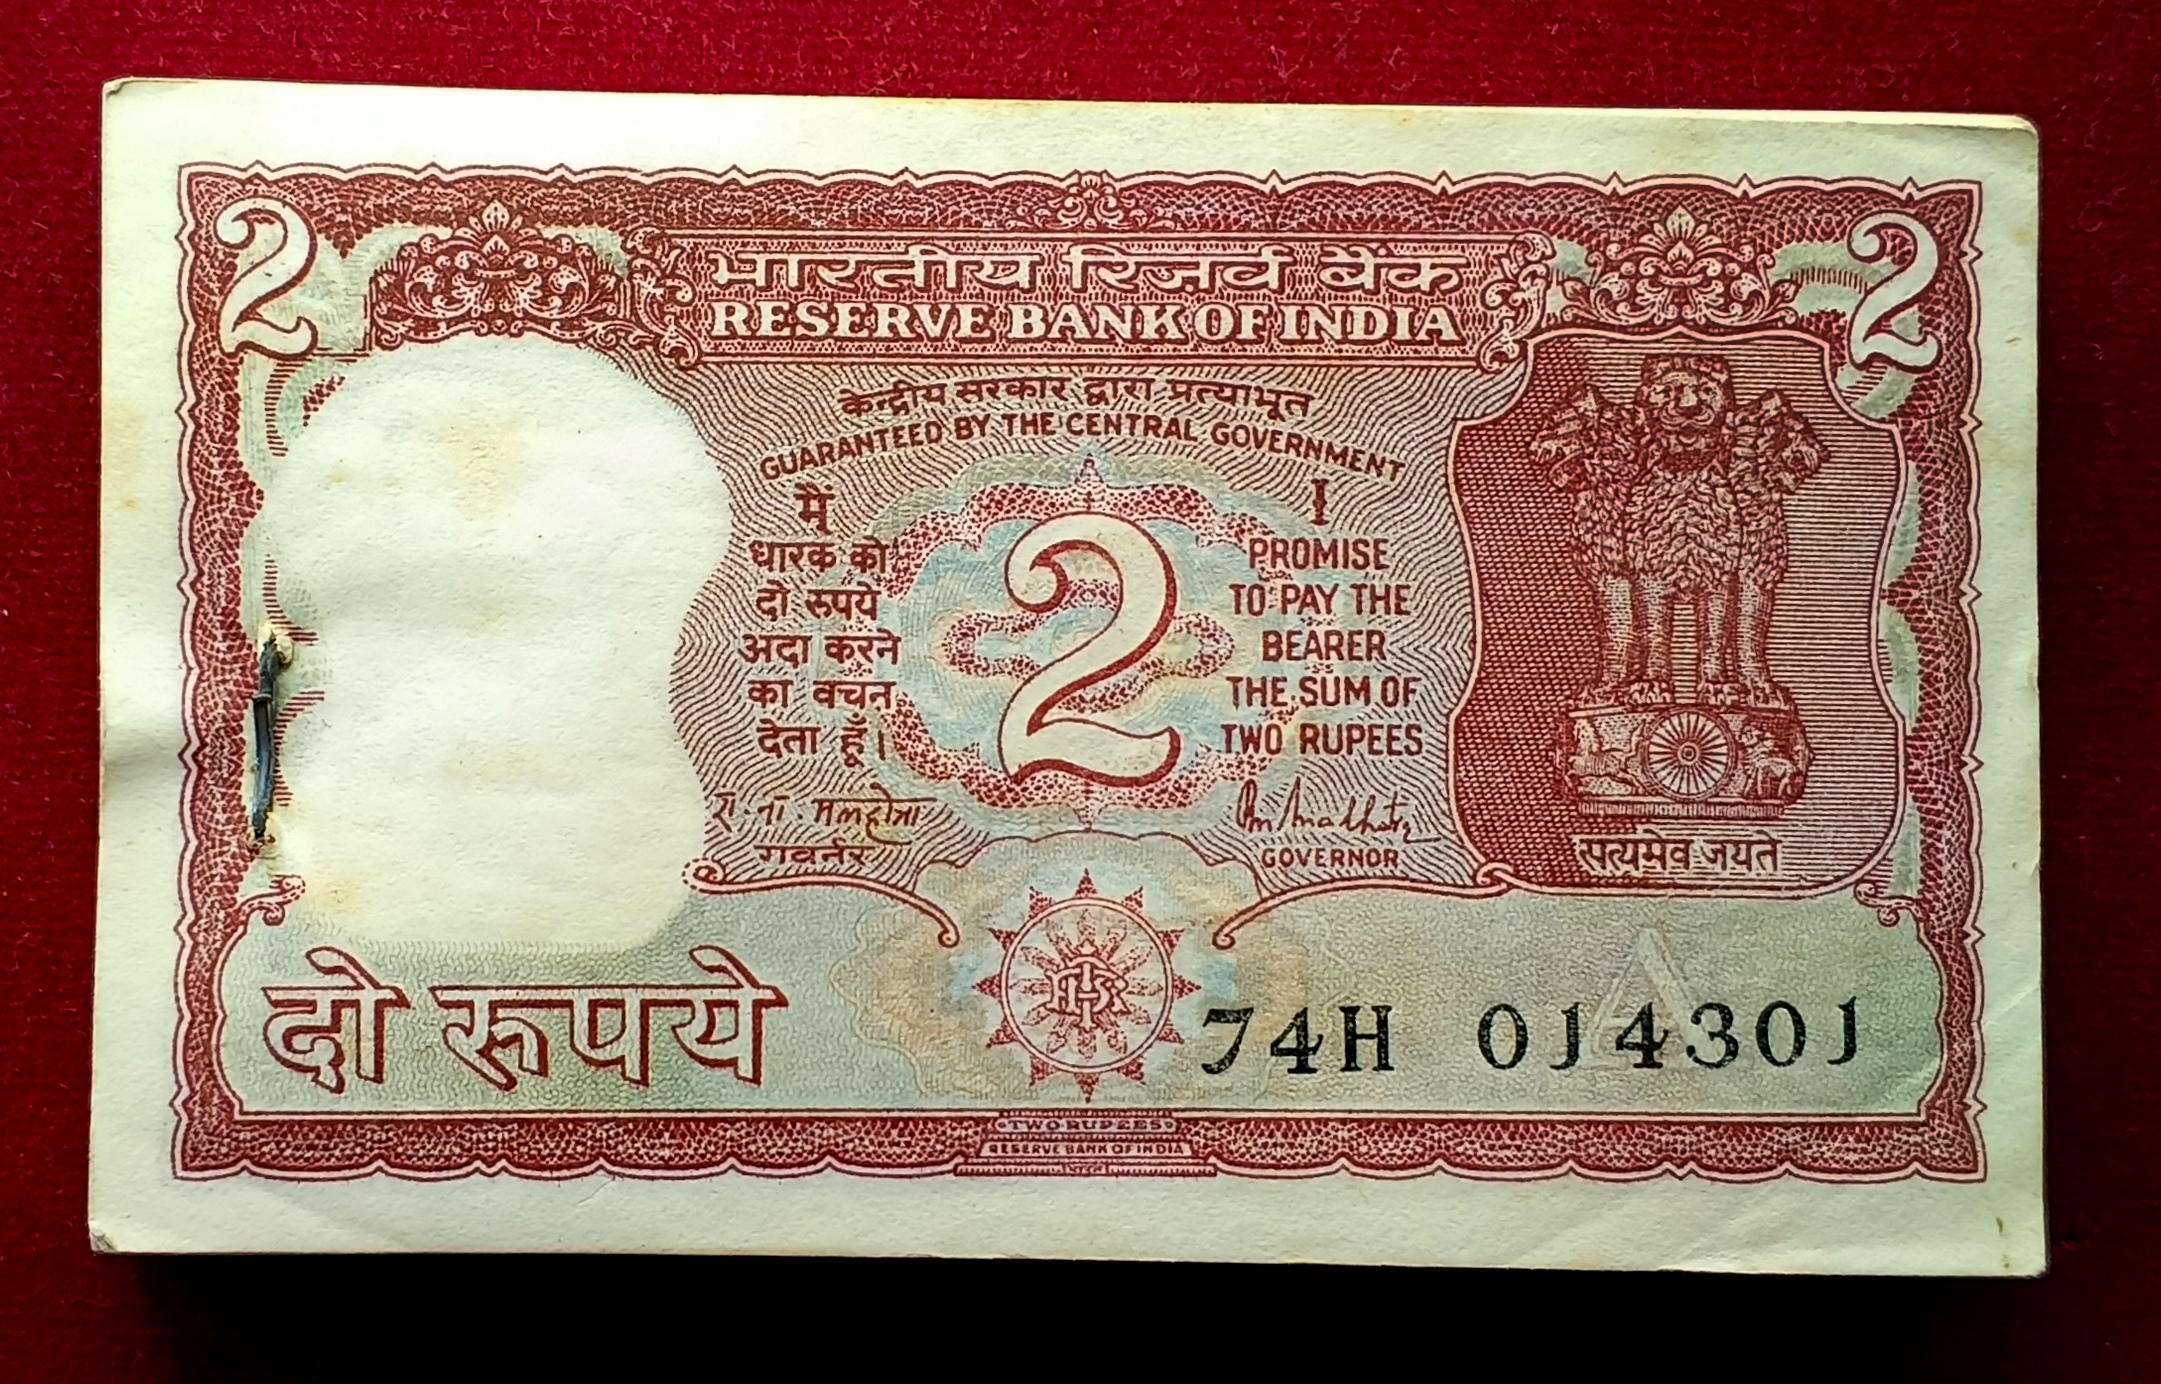 2
2
भारतीय रिज़र्व बैंक
RESERVE BANK OF INDIA
केन्द्रीय सरकार द्वारा प्रत्याभूत
GUARANTEED BY THE CENTRAL GOVERNMENT
मैं
धारक को
दो रुपये
अदा करने
का वचन
देता हूँ।
रा. ना. मलहोत्रा
गवर्नर
2
I
PROMISE
TO PAY THE
BEARER
THE SUM OF
TWO RUPEES
GOVERNOR
सत्यमेव जयते
दो रूपये
A
74H 014301
TWO RUPEES
RESERVE BANK OF INDIA